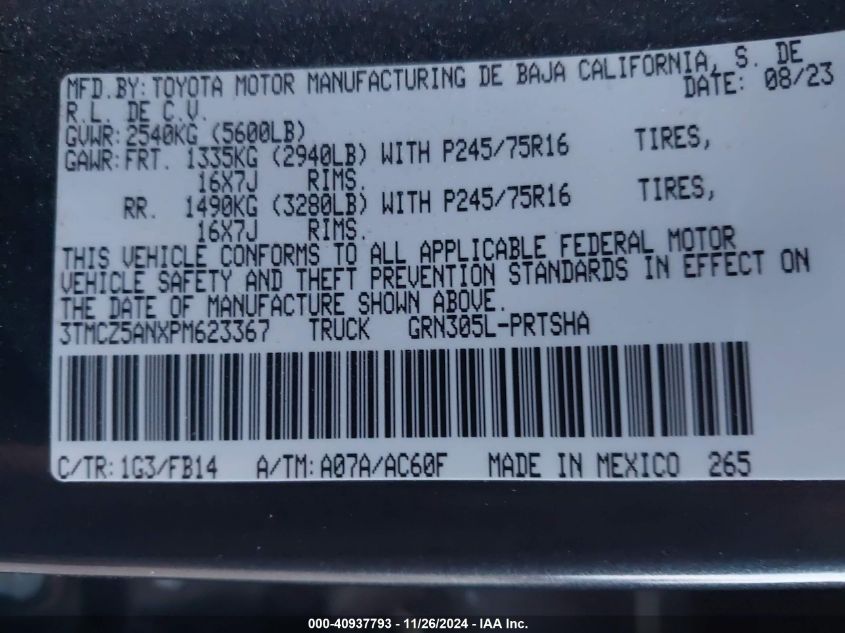 MFD.BY: TOYOTA MOTOR MANUFACTURING DE BAJA CALIFORNIA, S. DE
R.L. DE C.V. DATE: 08/23
GVWR: 2540KG (5600LB)
GAWR: FRT. 1335KG (2940LB) WITH P245/75R16 TIRES,
16X7J RIMS.
RR. 1490KG (3280LB) WITH P245/75R16 TIRES,
16X7J RIMS.
THIS VEHICLE CONFORMS TO ALL APPLICABLE FEDERAL MOTOR
VEHICLE SAFETY AND THEFT PREVENTION STANDARDS IN EFFECT ON
THE DATE OF MANUFACTURE SHOWN ABOVE.
3TMCZ5ANXPM623367 TRUCK GRN305L-PRTSHA
C/TR: 1G3/FB14 A/TM: A07A/AC60F MADE IN MEXICO 265
000-40937793 - 11/26/2024 - IAA Inc.